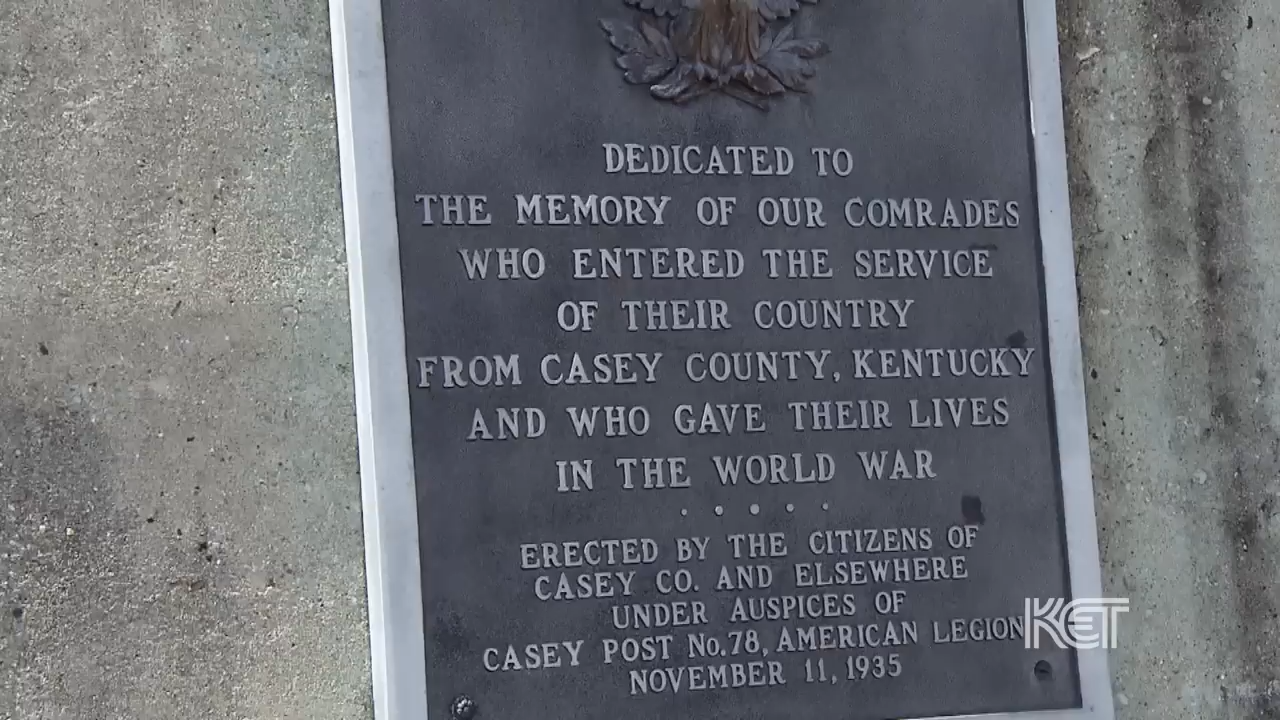 DEDICATED TO
THE MEMORY OF OUR COMRADES
WHO ENTERED THE SERVICE
OF THEIR COUNTRY
FROM CASEY COUNTY, KENTUCKY
AND WHO GAVE THEIR LIVES
IN THE WORLD WAR
ERECTED BY THE CITIZENS OF
CASEY CO. AND ELSEWHERE
UNDER AUSPICES OF
CASEY POST No. 78, AMERICAN LEGION
NOVEMBER 11, 1935
KET